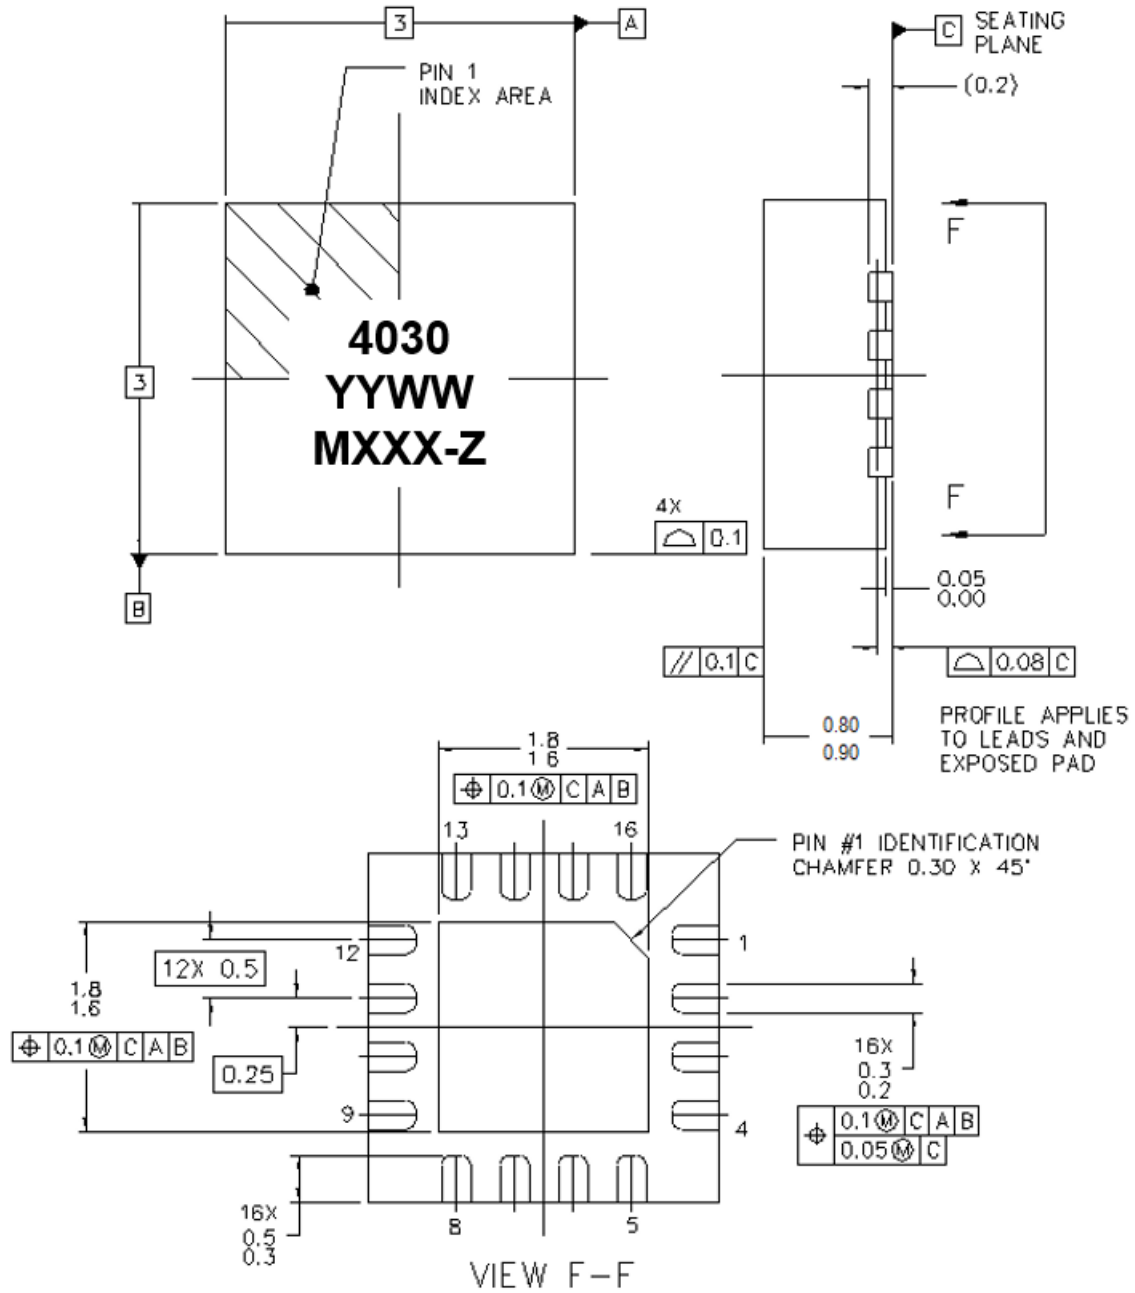 3
A
C
SEATING
PLANE
(0.2)
PIN 1
INDEX AREA
F
3
4030
YYWW
MXXX-Z
F
4X
⌓ 0.1
B
0.05
0.00
// 0.1 C
⌓ 0.08 C
0.80
0.90
PROFILE APPLIES
TO LEADS AND
EXPOSED PAD
1.8
1.6
⌖ 0.1 Ⓜ C A B
13
16
PIN #1 IDENTIFICATION
CHAMFER 0.30 X 45°
12
1
12X 0.5
1.8
1.6
⌖ 0.1 Ⓜ C A B
0.25
16X
0.3
0.2
9
4
⌖ 0.1 Ⓜ C A B
0.05 Ⓜ C
16X
0.5
0.3
8
5
VIEW F-F